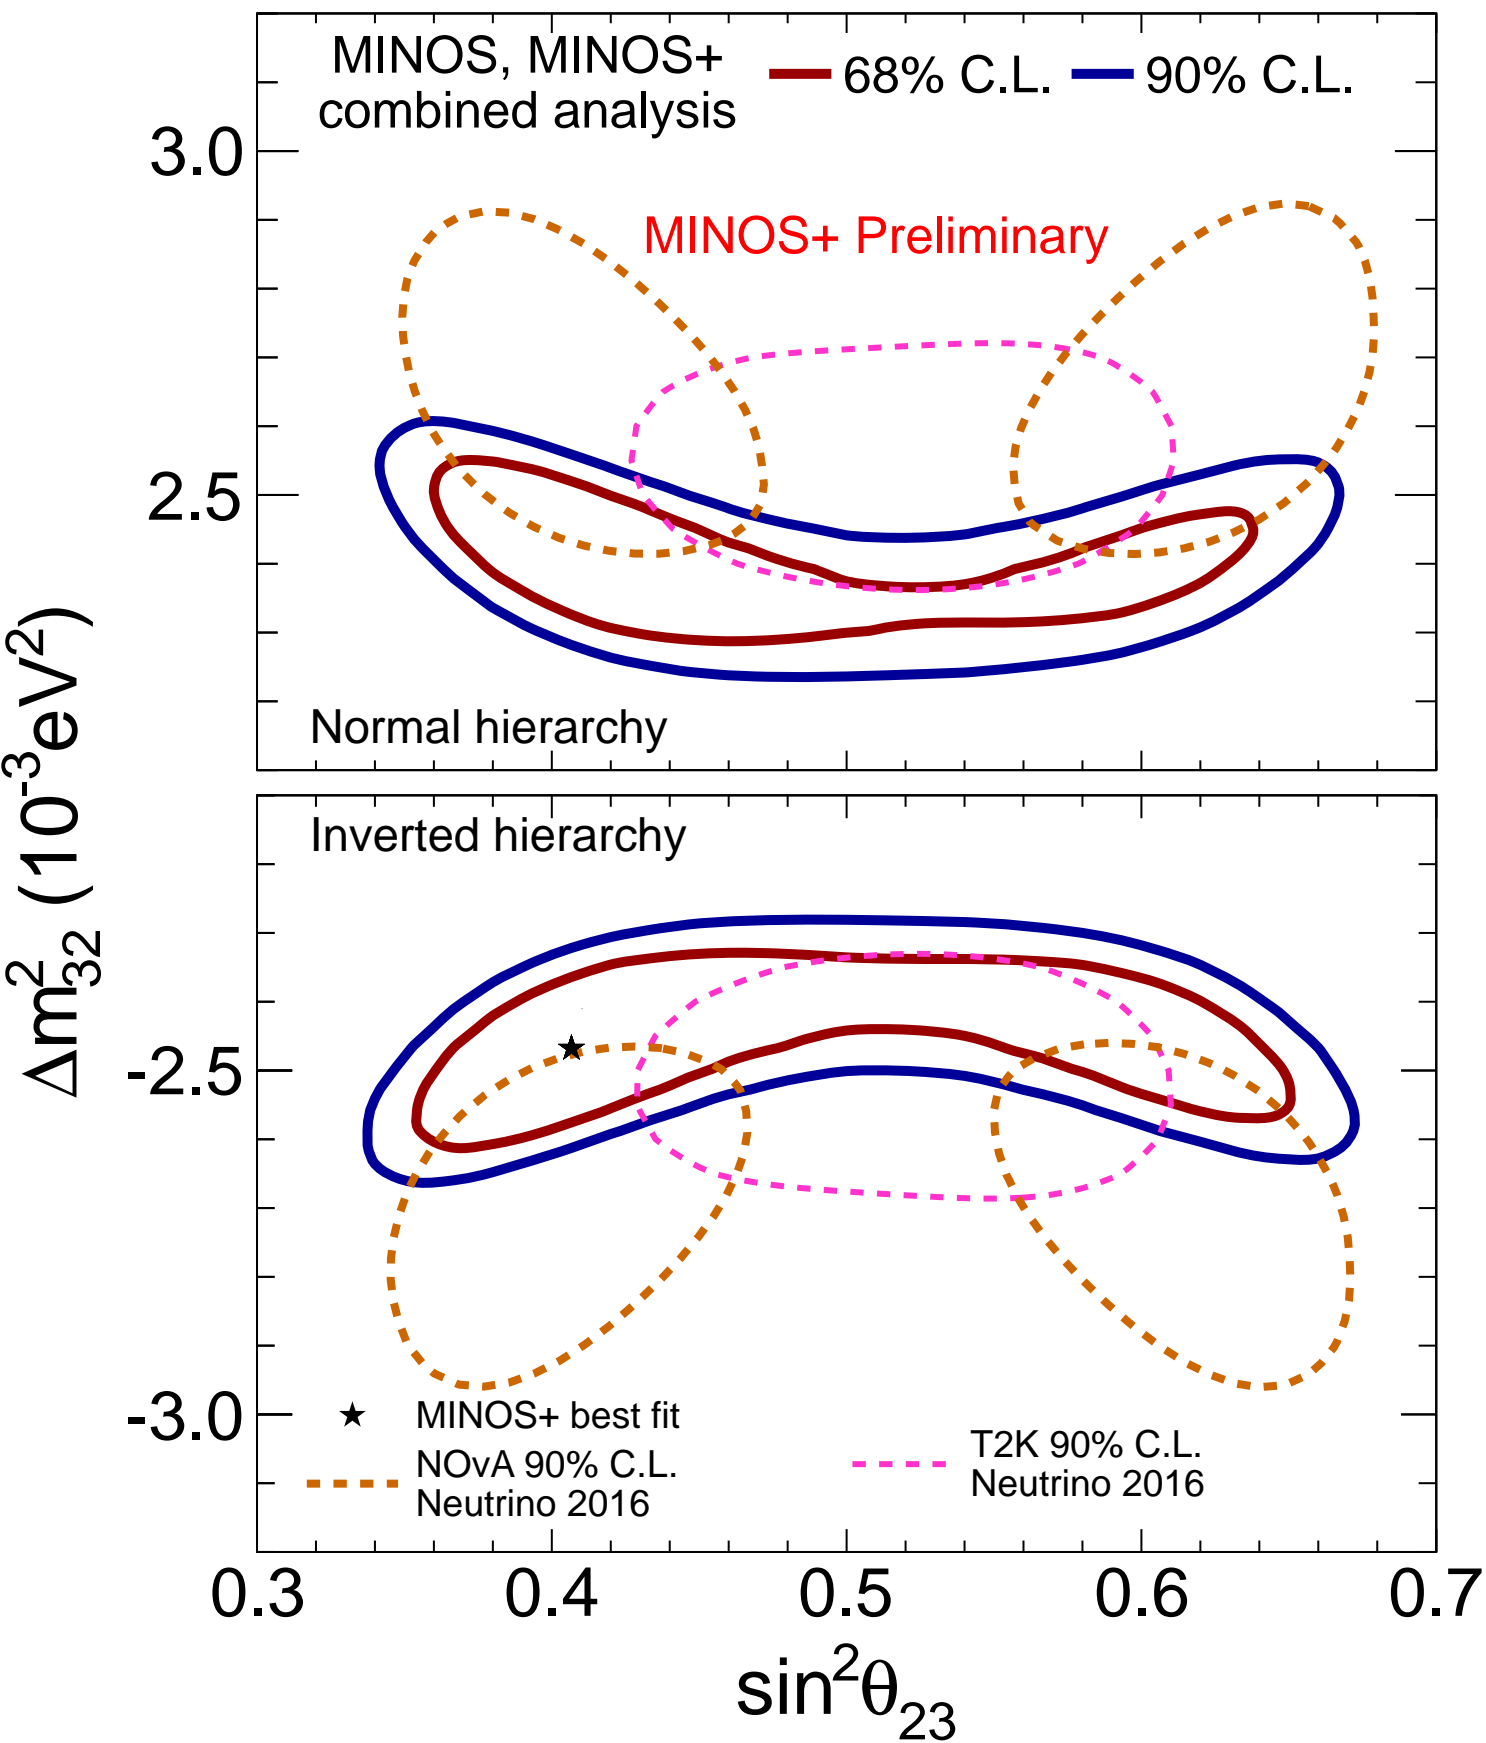 MINOS, MINOS+
combined analysis
68% C.L.
90% C.L.
3.0
MINOS+ Preliminary
2.5
Normal hierarchy
Δm²₃₂ (10⁻³eV²)
Inverted hierarchy
-2.5
-3.0
MINOS+ best fit
NOvA 90% C.L.
Neutrino 2016
T2K 90% C.L.
Neutrino 2016
0.3 0.4 0.5 0.6 0.7
sin²θ₂₃